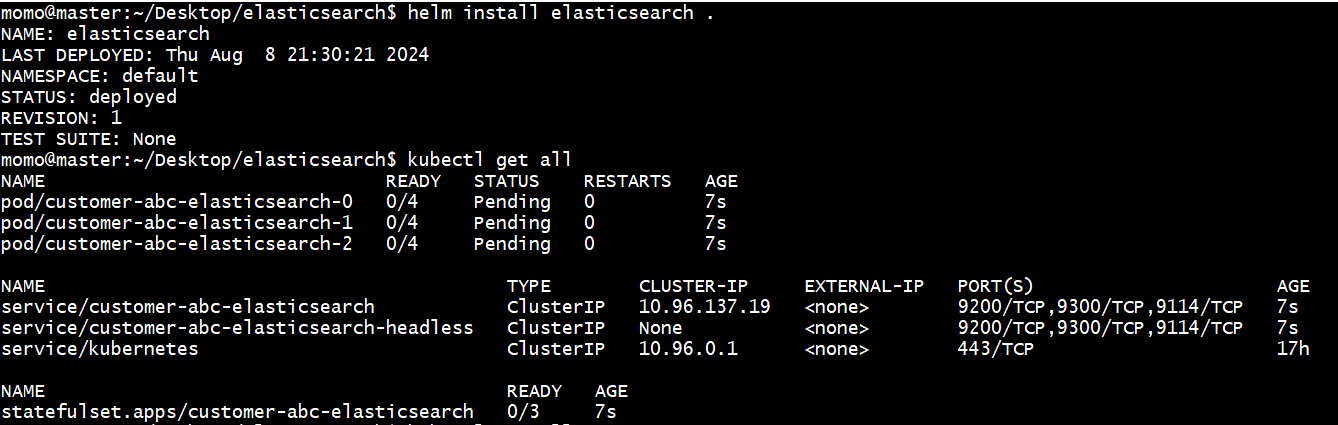 momo@master:~/Desktop/elasticsearch$ helm install elasticsearch .
NAME: elasticsearch
LAST DEPLOYED: Thu Aug  8 21:30:21 2024
NAMESPACE: default
STATUS: deployed
REVISION: 1
TEST SUITE: None
momo@master:~/Desktop/elasticsearch$ kubectl get all
NAME                               READY   STATUS    RESTARTS   AGE
pod/customer-abc-elasticsearch-0   0/4     Pending   0          7s
pod/customer-abc-elasticsearch-1   0/4     Pending   0          7s
pod/customer-abc-elasticsearch-2   0/4     Pending   0          7s
NAME                                          TYPE        CLUSTER-IP     EXTERNAL-IP   PORT(S)                      AGE
service/customer-abc-elasticsearch            ClusterIP   10.96.137.19   <none>        9200/TCP,9300/TCP,9114/TCP   7s
service/customer-abc-elasticsearch-headless   ClusterIP   None           <none>        9200/TCP,9300/TCP,9114/TCP   7s
service/kubernetes                            ClusterIP   10.96.0.1      <none>        443/TCP                      17h
NAME                                          READY   AGE
statefulset.apps/customer-abc-elasticsearch   0/3     7s